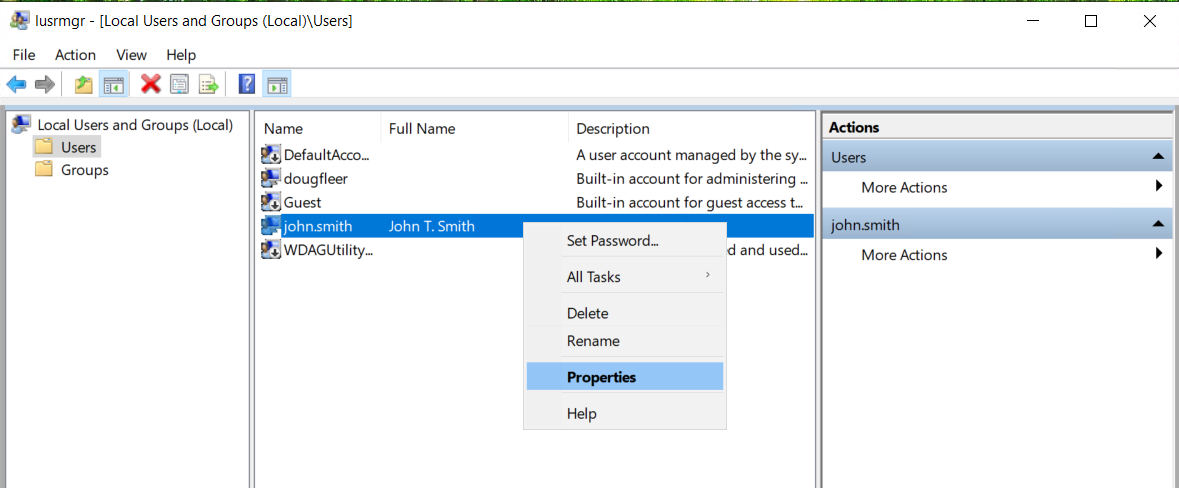 lusrmgr - [Local Users and Groups (Local)\Users]
File Action View Help
Local Users and Groups (Local)
Users
Groups
Name Full Name Description
DefaultAcco... A user account managed by the sy...
dougfleer Built-in account for administering ...
Guest Built-in account for guest access t...
john.smith John T. Smith
WDAGUtility... ed and used...
Set Password...
All Tasks
Delete
Rename
Properties
Help
Actions
Users
More Actions
john.smith
More Actions